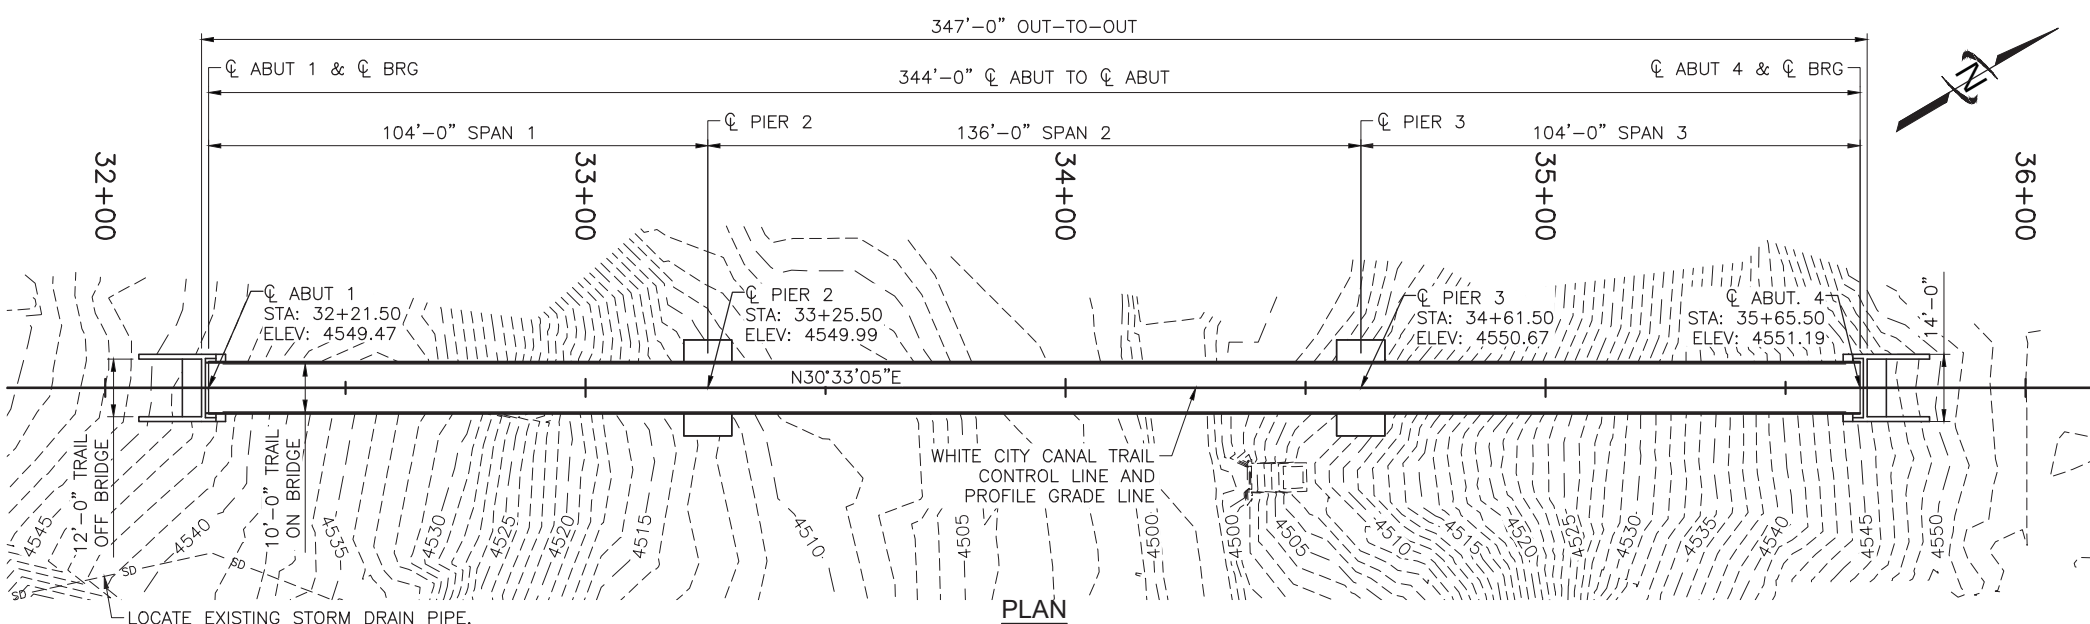 347'-0" OUT-TO-OUT
℄ ABUT 1 & ℄ BRG
344'-0" ℄ ABUT TO ℄ ABUT
℄ ABUT 4 & ℄ BRG
N
104'-0" SPAN 1
℄ PIER 2
136'-0" SPAN 2
℄ PIER 3
104'-0" SPAN 3
32+00
33+00
34+00
35+00
36+00
℄ ABUT 1
STA: 32+21.50
ELEV: 4549.47
℄ PIER 2
STA: 33+25.50
ELEV: 4549.99
℄ PIER 3
STA: 34+61.50
ELEV: 4550.67
℄ ABUT. 4
STA: 35+65.50
ELEV: 4551.19
14'-0"
N30°33'05"E
12'-0" TRAIL
OFF BRIDGE
10'-0" TRAIL
ON BRIDGE
WHITE CITY CANAL TRAIL
CONTROL LINE AND
PROFILE GRADE LINE
4545
4540
4535
4530
4525
4520
4515
4510
4505
4500
4500
4505
4510
4515
4520
4525
4530
4535
4540
4545
4550
SD
SD
SD
LOCATE EXISTING STORM DRAIN PIPE.
PLAN